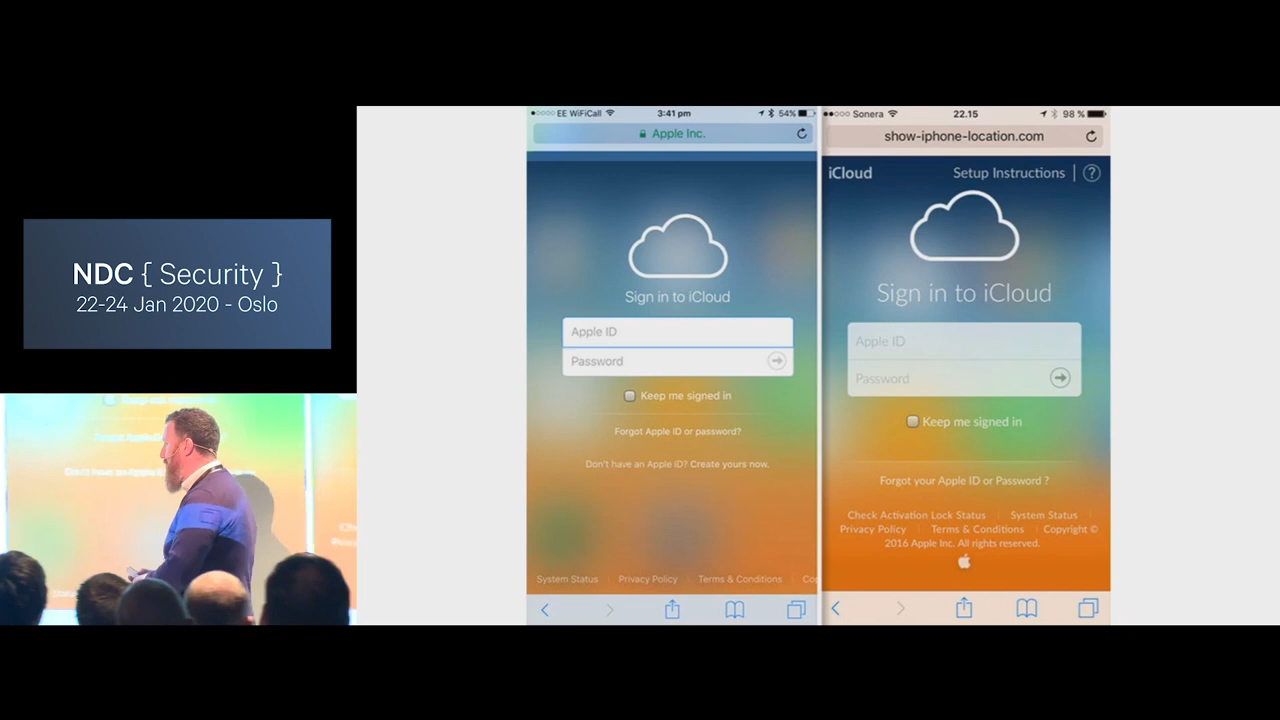 NDC { Security }
22-24 Jan 2020 - Oslo
EE WiFiCall 3:41 pm 54%
Apple Inc.
Sign in to iCloud
Apple ID
Password
Keep me signed in
Forgot Apple ID or password?
Don't have an Apple ID? Create yours now.
System Status Privacy Policy Terms & Conditions Cop
Sonera 22.15 98 %
show-iphone-location.com
iCloud Setup Instructions ?
Sign in to iCloud
Apple ID
Password
Keep me signed in
Forgot your Apple ID or Password ?
Check Activation Lock Status System Status
Privacy Policy Terms & Conditions Copyright ©
2016 Apple Inc. All rights reserved.